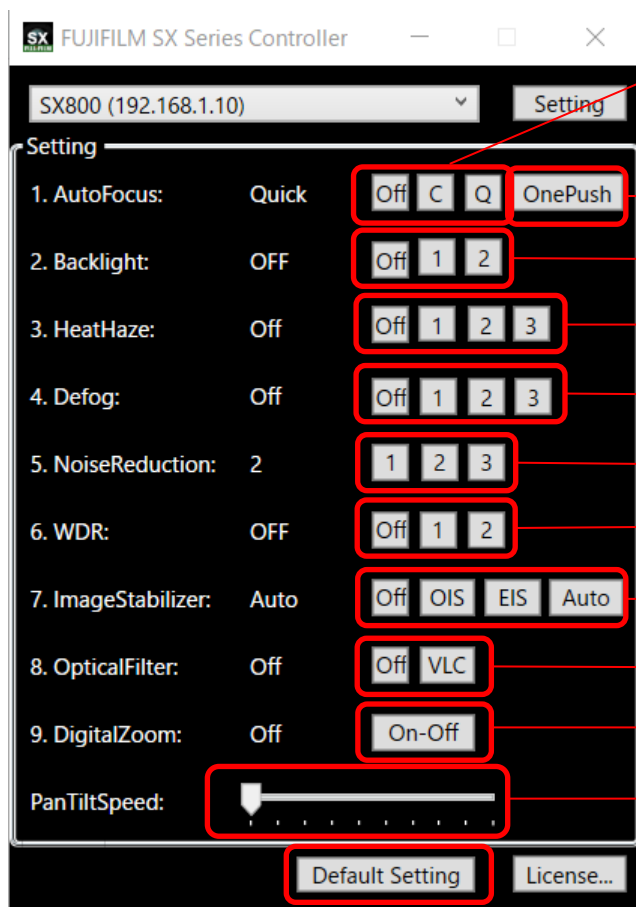 SX FUJIFILM SX Series Controller
SX800 (192.168.1.10) Setting
Setting
1. AutoFocus: Quick Off C Q OnePush
2. Backlight: OFF Off 1 2
3. HeatHaze: Off Off 1 2 3
4. Defog: Off Off 1 2 3
5. NoiseReduction: 2 1 2 3
6. WDR: OFF Off 1 2
7. ImageStabilizer: Auto Off OIS EIS Auto
8. OpticalFilter: Off Off VLC
9. DigitalZoom: Off On-Off
PanTiltSpeed:
Default Setting License...